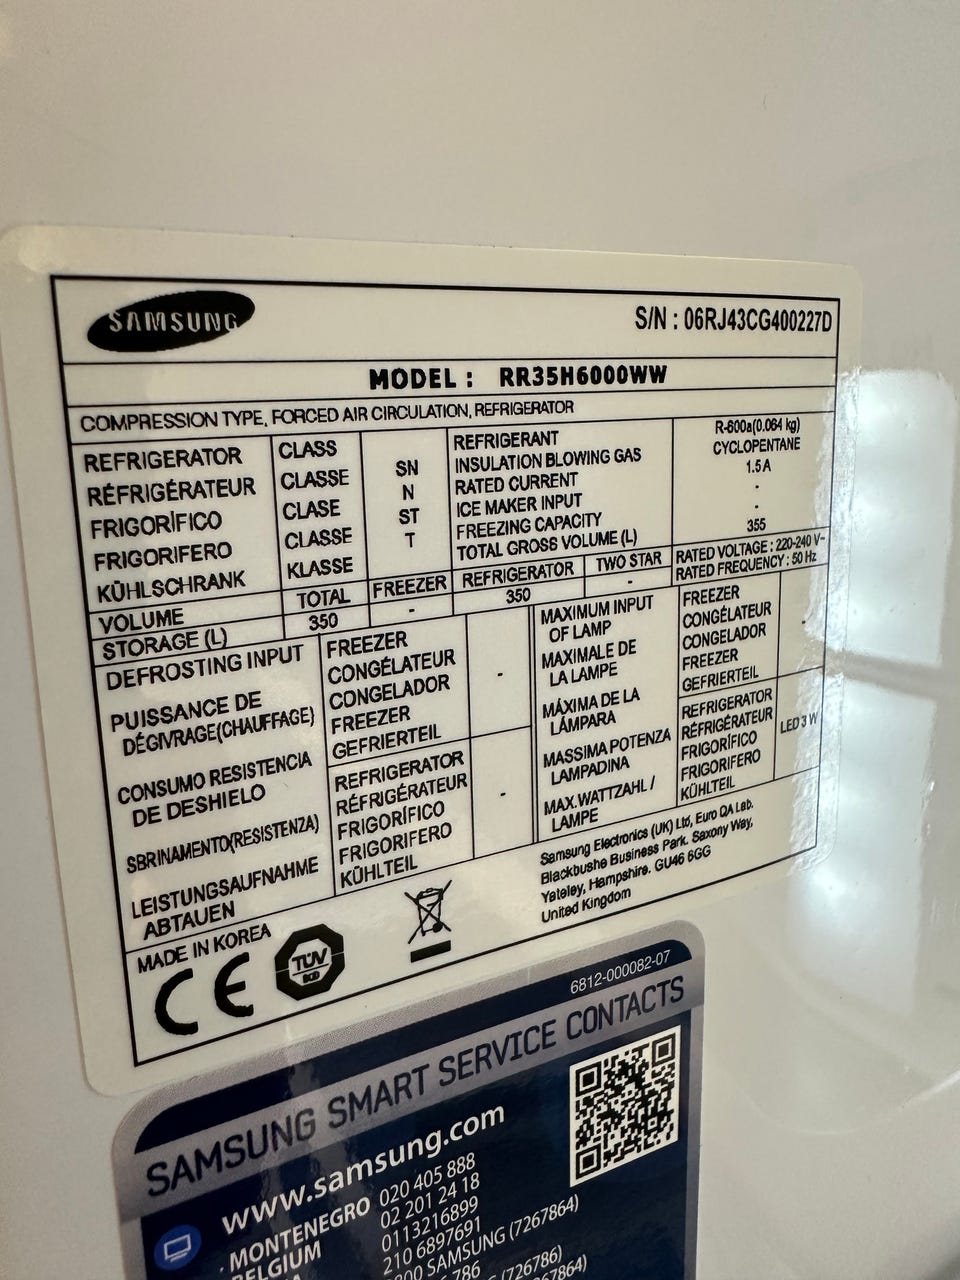 SAMSUNG
S/N : 06RJ43CG400227D
MODEL : RR35H6000WW
COMPRESSION TYPE, FORCED AIR CIRCULATION, REFRIGERATOR
REFRIGERATOR
RÉFRIGÉRATEUR
FRIGORÍFICO
FRIGORIFERO
KÜHLSCHRANK
CLASS
CLASSE
CLASE
CLASSE
KLASSE
SN
N
ST
T
REFRIGERANT
INSULATION BLOWING GAS
RATED CURRENT
ICE MAKER INPUT
FREEZING CAPACITY
TOTAL GROSS VOLUME (L)
R-600a(0.064 kg)
CYCLOPENTANE
1.5 A
-
-
355
VOLUME
STORAGE (L)
TOTAL
350
FREEZER
-
REFRIGERATOR
350
TWO STAR
-
RATED VOLTAGE : 220-240 V~
RATED FREQUENCY : 50 Hz
DEFROSTING INPUT
PUISSANCE DE
DÉGIVRAGE(CHAUFFAGE)
CONSUMO RESISTENCIA
DE DESHIELO
SBRINAMENTO(RESISTENZA)
LEISTUNGSAUFNAHME
ABTAUEN
FREEZER
CONGÉLATEUR
CONGELADOR
FREEZER
GEFRIERTEIL
-
REFRIGERATOR
RÉFRIGÉRATEUR
FRIGORÍFICO
FRIGORIFERO
KÜHLTEIL
-
MAXIMUM INPUT
OF LAMP
MAXIMALE DE
LA LAMPE
MÁXIMA DE LA
LÁMPARA
MASSIMA POTENZA
LAMPADINA
MAX.WATTZAHL /
LAMPE
FREEZER
CONGÉLATEUR
CONGELADOR
FREEZER
GEFRIERTEIL
-
REFRIGERATOR
RÉFRIGÉRATEUR
FRIGORÍFICO
FRIGORIFERO
KÜHLTEIL
LED 3 W
MADE IN KOREA
CE
TÜV
Samsung Electronics (UK) Ltd, Euro QA Lab.
Blackbushe Business Park. Saxony Way,
Yateley, Hampshire. GU46 6GG
United Kingdom
6812-000082-07
SAMSUNG SMART SERVICE CONTACTS
www.samsung.com
. MONTENEGRO 020 405 888
BELGIUM 02 201 24 18
0113216899
210 6897691
SAMSUNG (7267864)